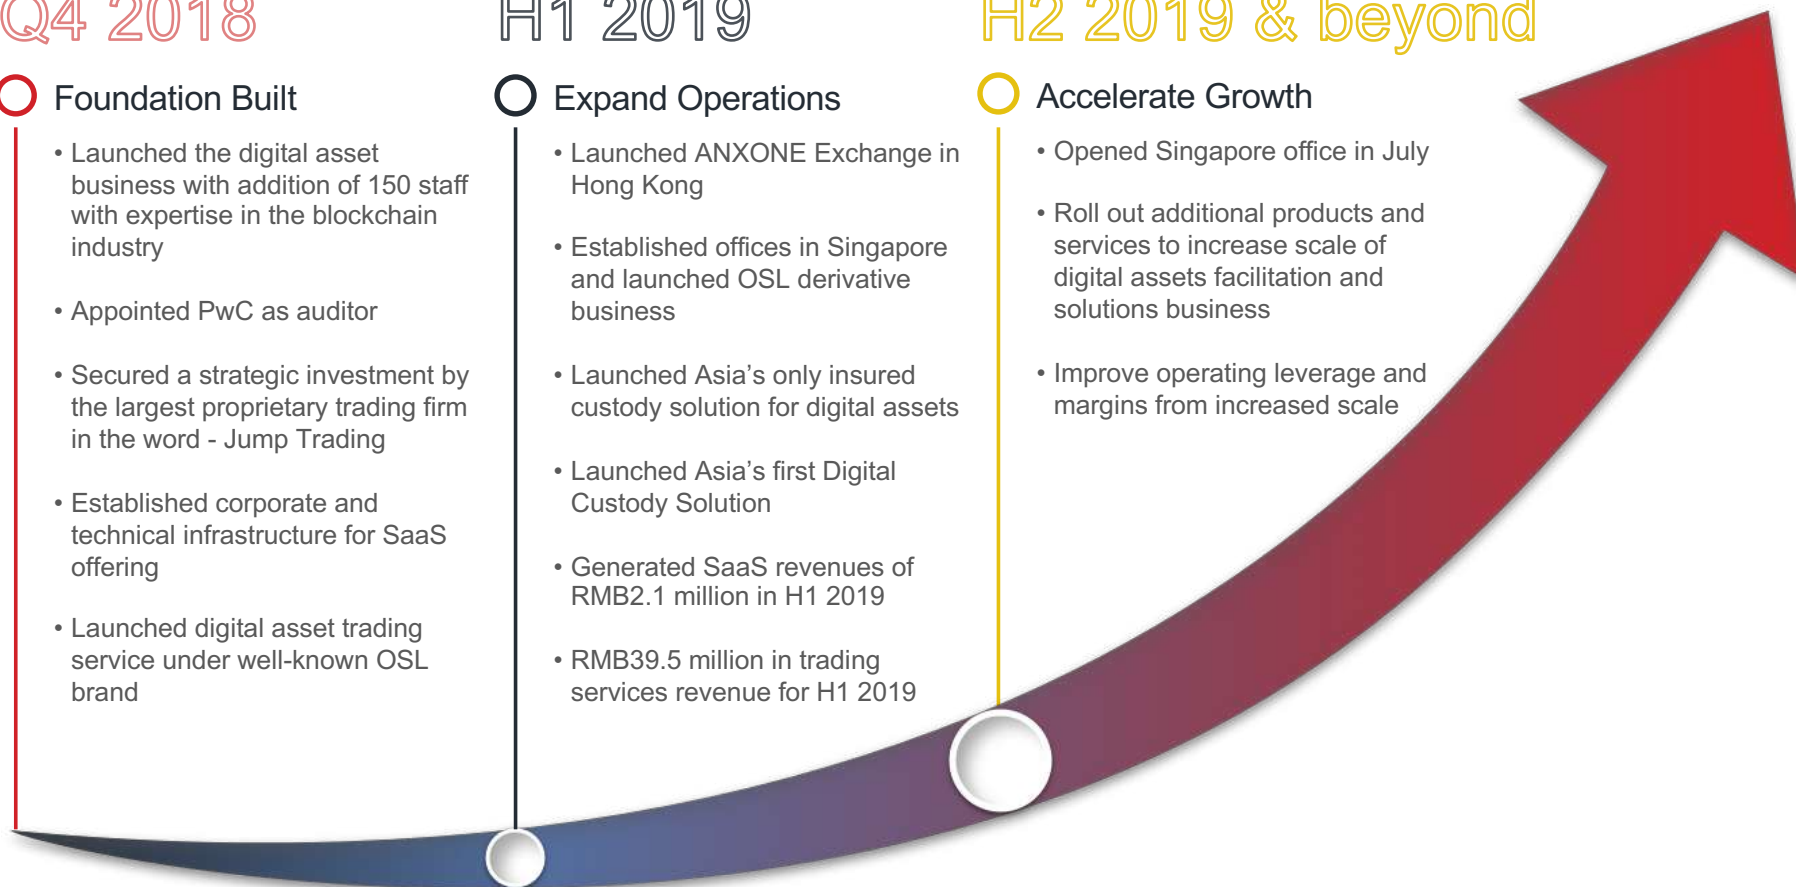 Q4 2018
Foundation Built
• Launched the digital asset
business with addition of 150 staff
with expertise in the blockchain
industry
• Appointed PwC as auditor
• Secured a strategic investment by
the largest proprietary trading firm
in the word - Jump Trading
• Established corporate and
technical infrastructure for SaaS
offering
• Launched digital asset trading
service under well-known OSL
brand
H1 2019
Expand Operations
• Launched ANXONE Exchange in
Hong Kong
• Established offices in Singapore
and launched OSL derivative
business
• Launched Asia’s only insured
custody solution for digital assets
• Launched Asia’s first Digital
Custody Solution
• Generated SaaS revenues of
RMB2.1 million in H1 2019
• RMB39.5 million in trading
services revenue for H1 2019
H2 2019 & beyond
Accelerate Growth
• Opened Singapore office in July
• Roll out additional products and
services to increase scale of
digital assets facilitation and
solutions business
• Improve operating leverage and
margins from increased scale